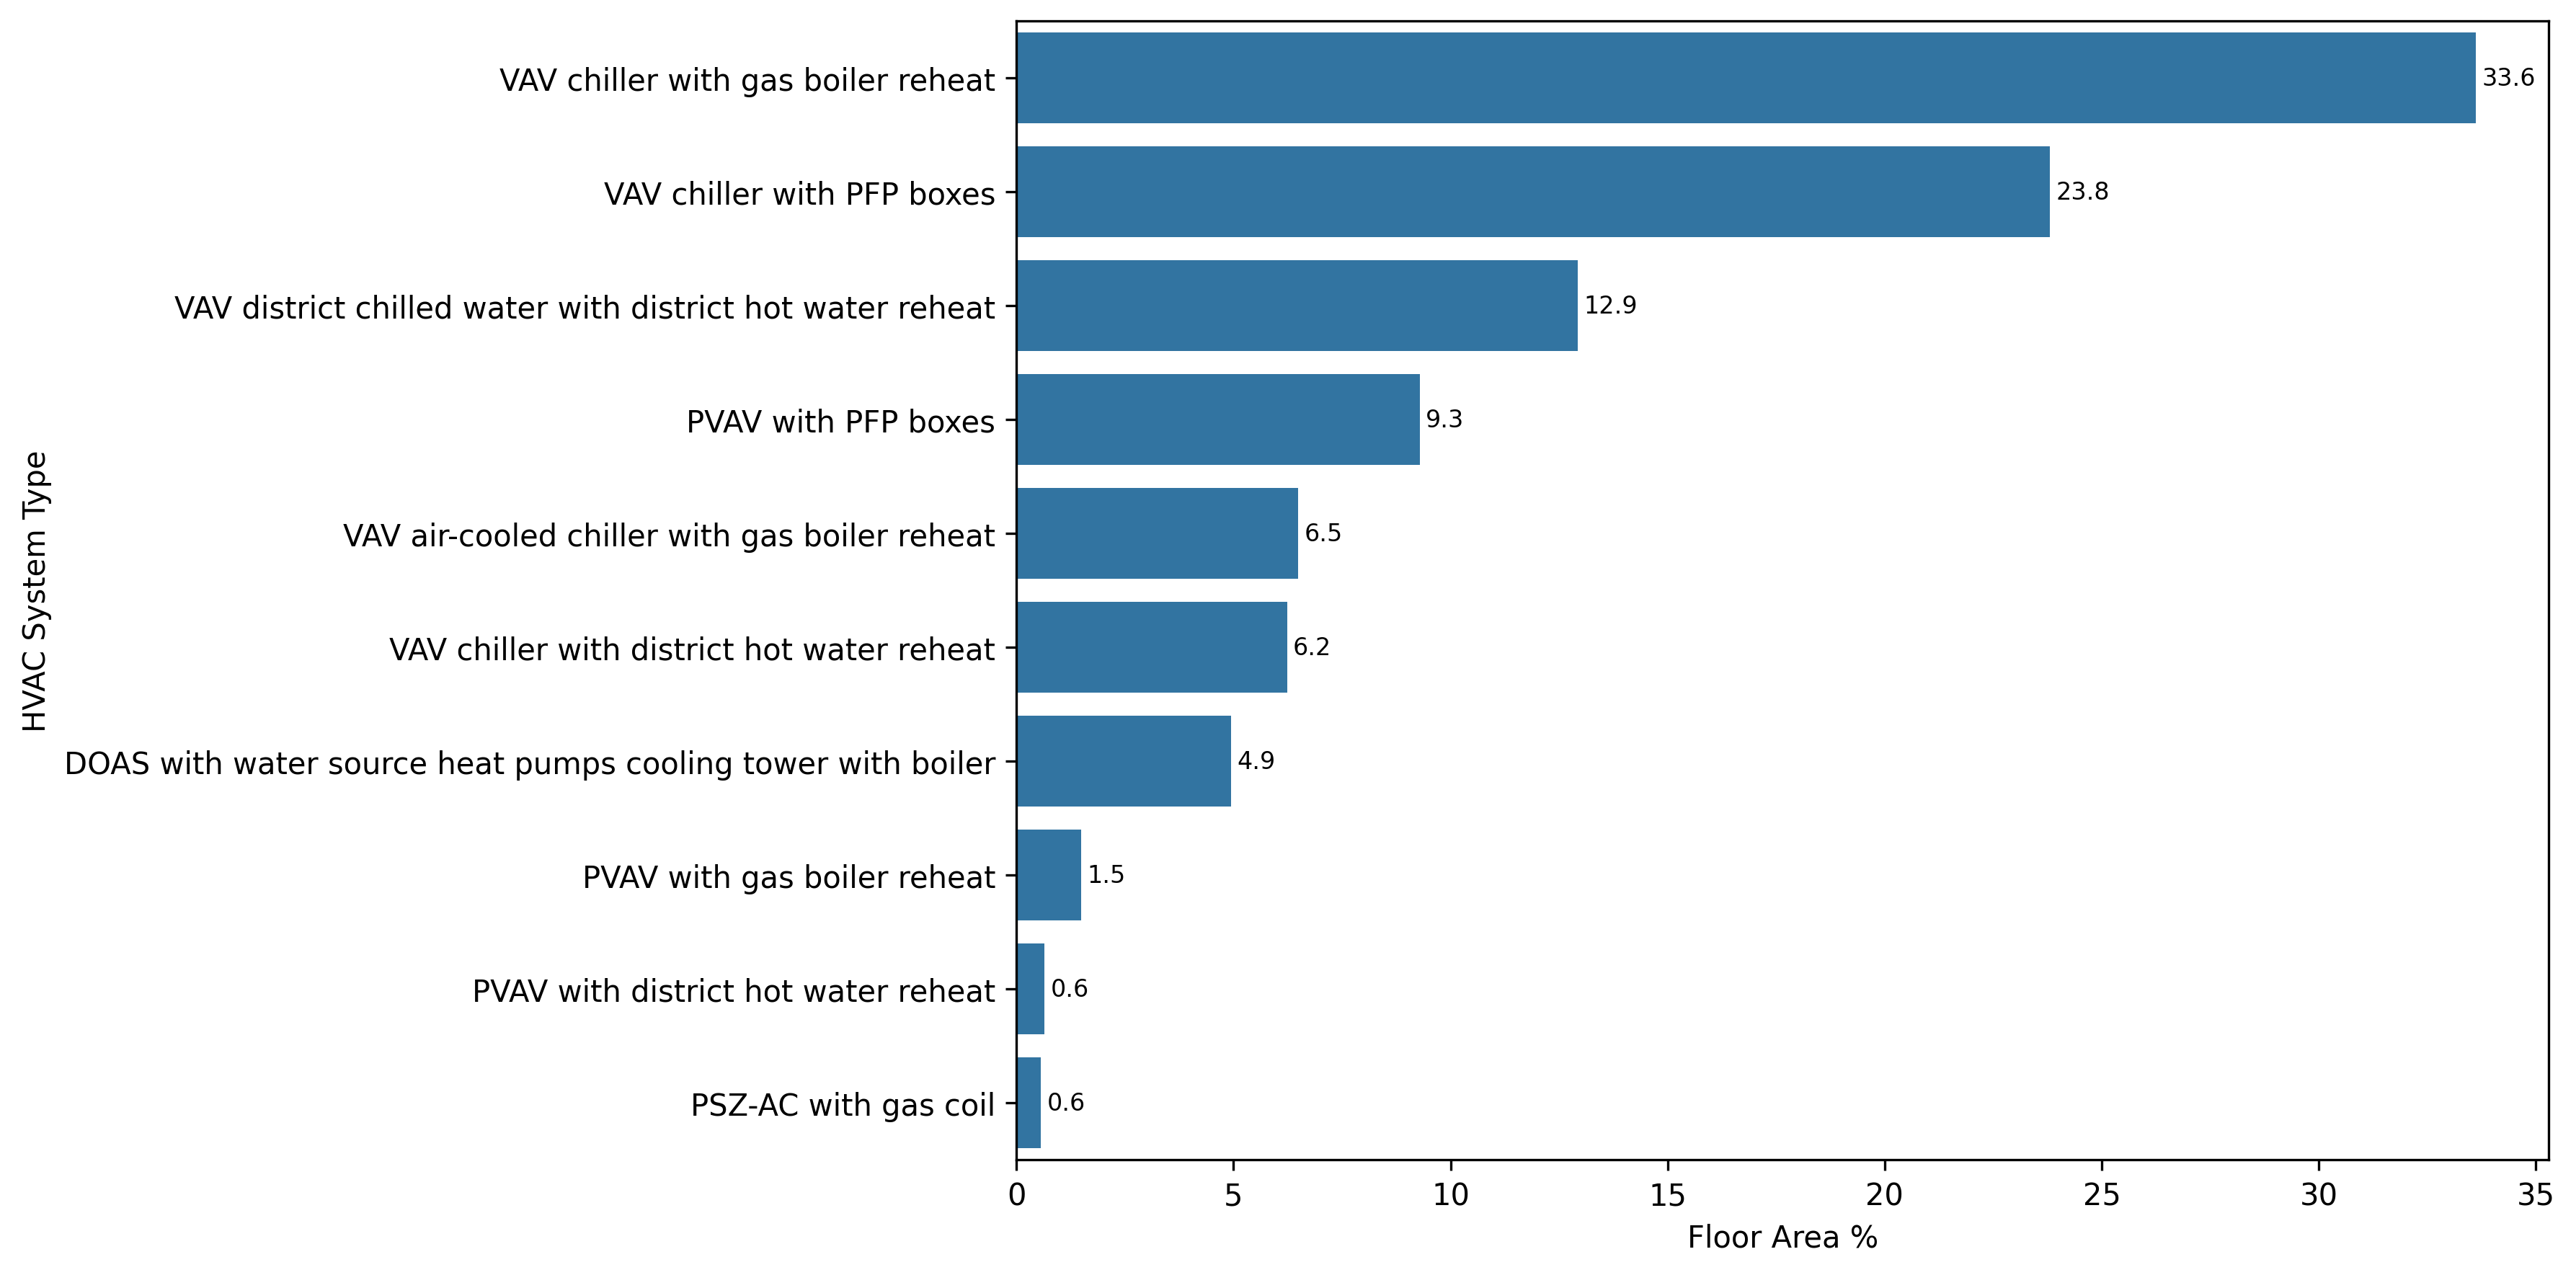 HVAC System Type
VAV chiller with gas boiler reheat
33.6
VAV chiller with PFP boxes
23.8
VAV district chilled water with district hot water reheat
12.9
PVAV with PFP boxes
9.3
VAV air-cooled chiller with gas boiler reheat
6.5
VAV chiller with district hot water reheat
6.2
DOAS with water source heat pumps cooling tower with boiler
4.9
PVAV with gas boiler reheat
1.5
PVAV with district hot water reheat
0.6
PSZ-AC with gas coil
0.6
0 5 10 15 20 25 30 35
Floor Area %